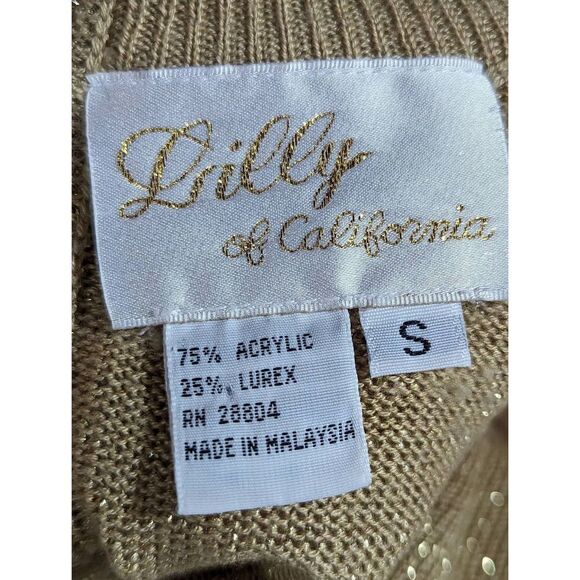 Lilly
of California
75% ACRYLIC
25% LUREX
RN 28804
MADE IN MALAYSIA
S